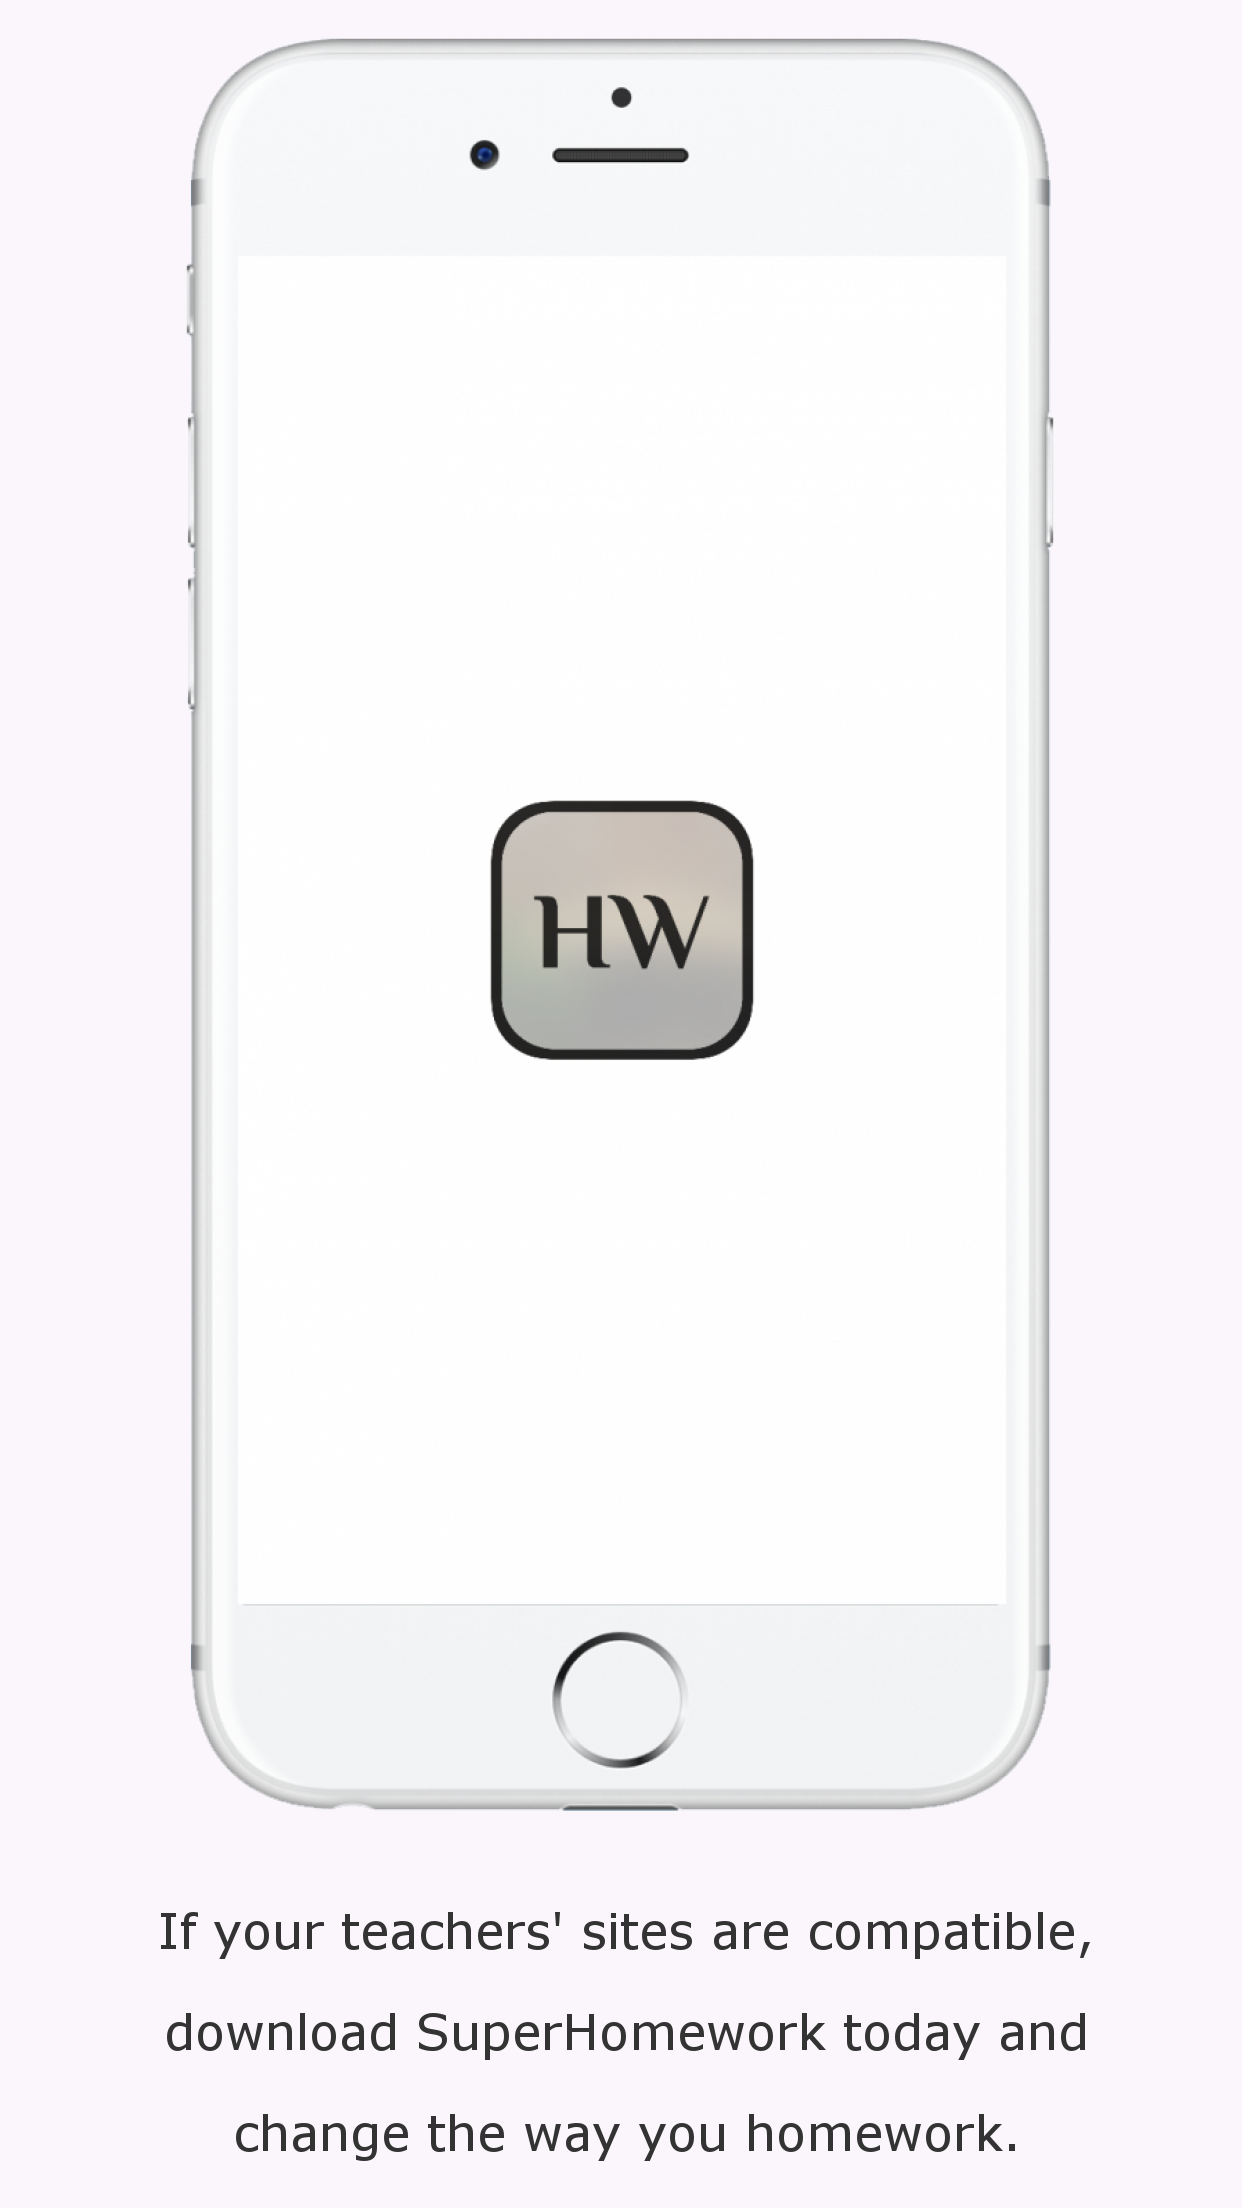 HW
If your teachers' sites are compatible,
download SuperHomework today and
change the way you homework.